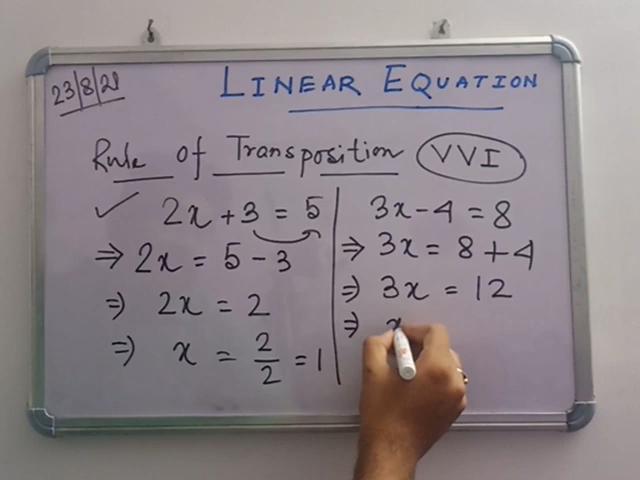 23/8/21
LINEAR EQUATION
Rule of Transposition VVI
✓ 2x + 3 = 5
⇒ 2x = 5 - 3
⇒ 2x = 2
⇒ x = 2/2 = 1
3x - 4 = 8
⇒ 3x = 8 + 4
⇒ 3x = 12
⇒ x